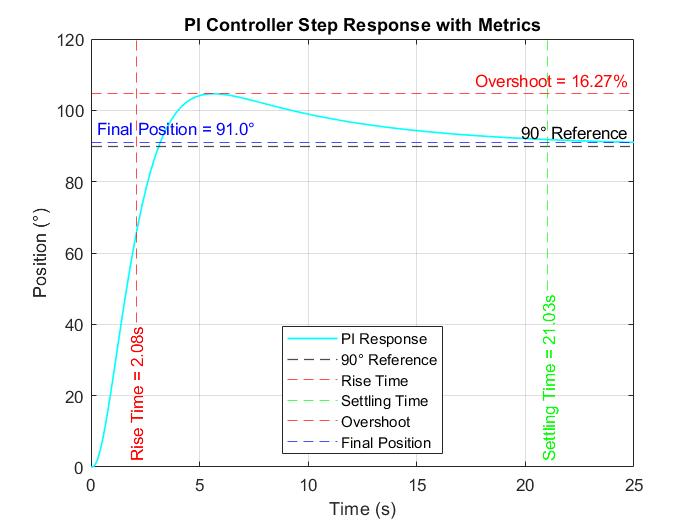 PI Controller Step Response with Metrics
120
100
80
60
40
20
0
Position (°)
Overshoot = 16.27%
Final Position = 91.0°
90° Reference
Rise Time = 2.08s
Settling Time = 21.03s
PI Response
90° Reference
Rise Time
Settling Time
Overshoot
Final Position
0 5 10 15 20 25
Time (s)